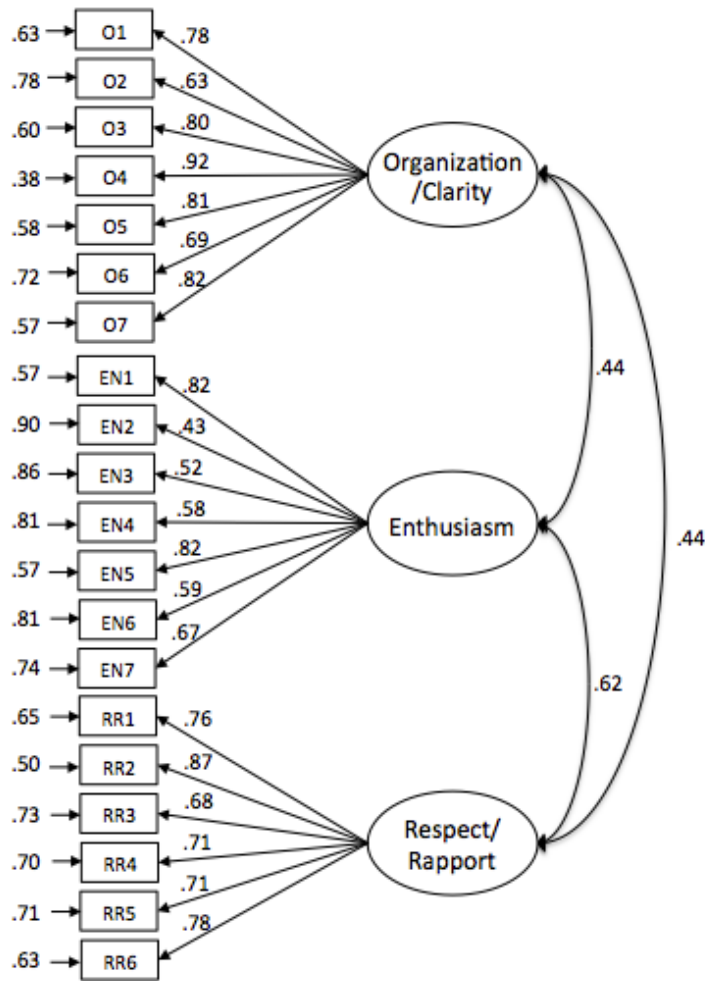 .63 O1 .78
.78 O2 .63
.60 O3 .80
.38 O4 .92
.58 O5 .81
.72 O6 .69
.57 O7 .82
Organization
/Clarity
.57 EN1 .82
.90 EN2 .43
.86 EN3 .52
.81 EN4 .58
.57 EN5 .82
.81 EN6 .59
.74 EN7 .67
Enthusiasm
.65 RR1 .76
.50 RR2 .87
.73 RR3 .68
.70 RR4 .71
.71 RR5 .71
.63 RR6 .78
Respect/
Rapport
.44
.44
.62